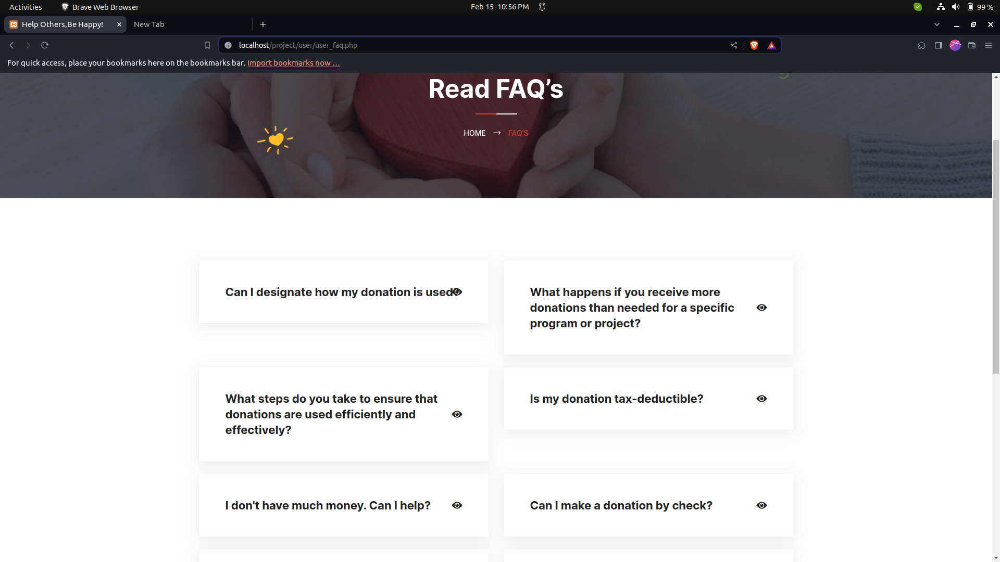 Activities
Brave Web Browser
Feb 15 10:56 PM
99 %
Help Others,Be Happy!
New Tab
localhost/project/user/user_faq.php
For quick access, place your bookmarks here on the bookmarks bar. Import bookmarks now ...
Read FAQ’s
HOME → FAQ’S
Can I designate how my donation is used?
What happens if you receive more
donations than needed for a specific
program or project?
What steps do you take to ensure that
donations are used efficiently and
effectively?
Is my donation tax-deductible?
I don't have much money. Can I help?
Can I make a donation by check?